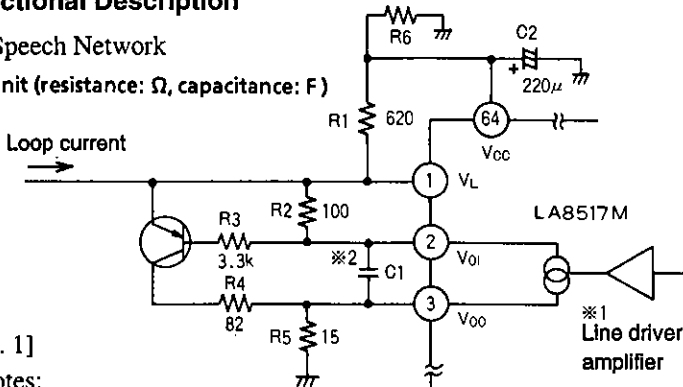 ctional Description
Speech Network
nit (resistance: Ω, capacitance: F)
R6
C2
+
220μ
R1 620
64
Vcc
Loop current
1 VL
R2 100
LA8517M
R3
3.3k
2 VOI
※2 C1
R4
82
3 VOO
R5 15
※1
Line driver
amplifier
. 1]
otes: